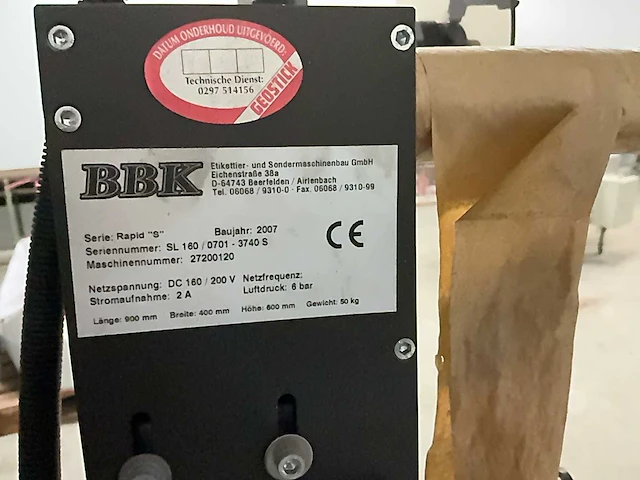 DATUM ONDERHOUD UITGEVOERD:
Technische Dienst:
0297 514156
GEOSTICK
BBK
Etikettier- und Sondermaschinenbau GmbH
Eichenstraße 38a
D-64743 Beerfelden / Airlenbach
Tel. 06068 / 9310-0 - Fax. 06068 / 9310-99
Serie: Rapid "S" Baujahr: 2007
Seriennummer: SL 160 / 0701 - 3740 S
Maschinennummer: 27200120
CE
Netzspannung: DC 160 / 200 V Netzfrequenz:
Stromaufnahme: 2 A Luftdruck: 6 bar
Länge: 900 mm Breite: 400 mm Höhe: 600 mm Gewicht: 50 kg